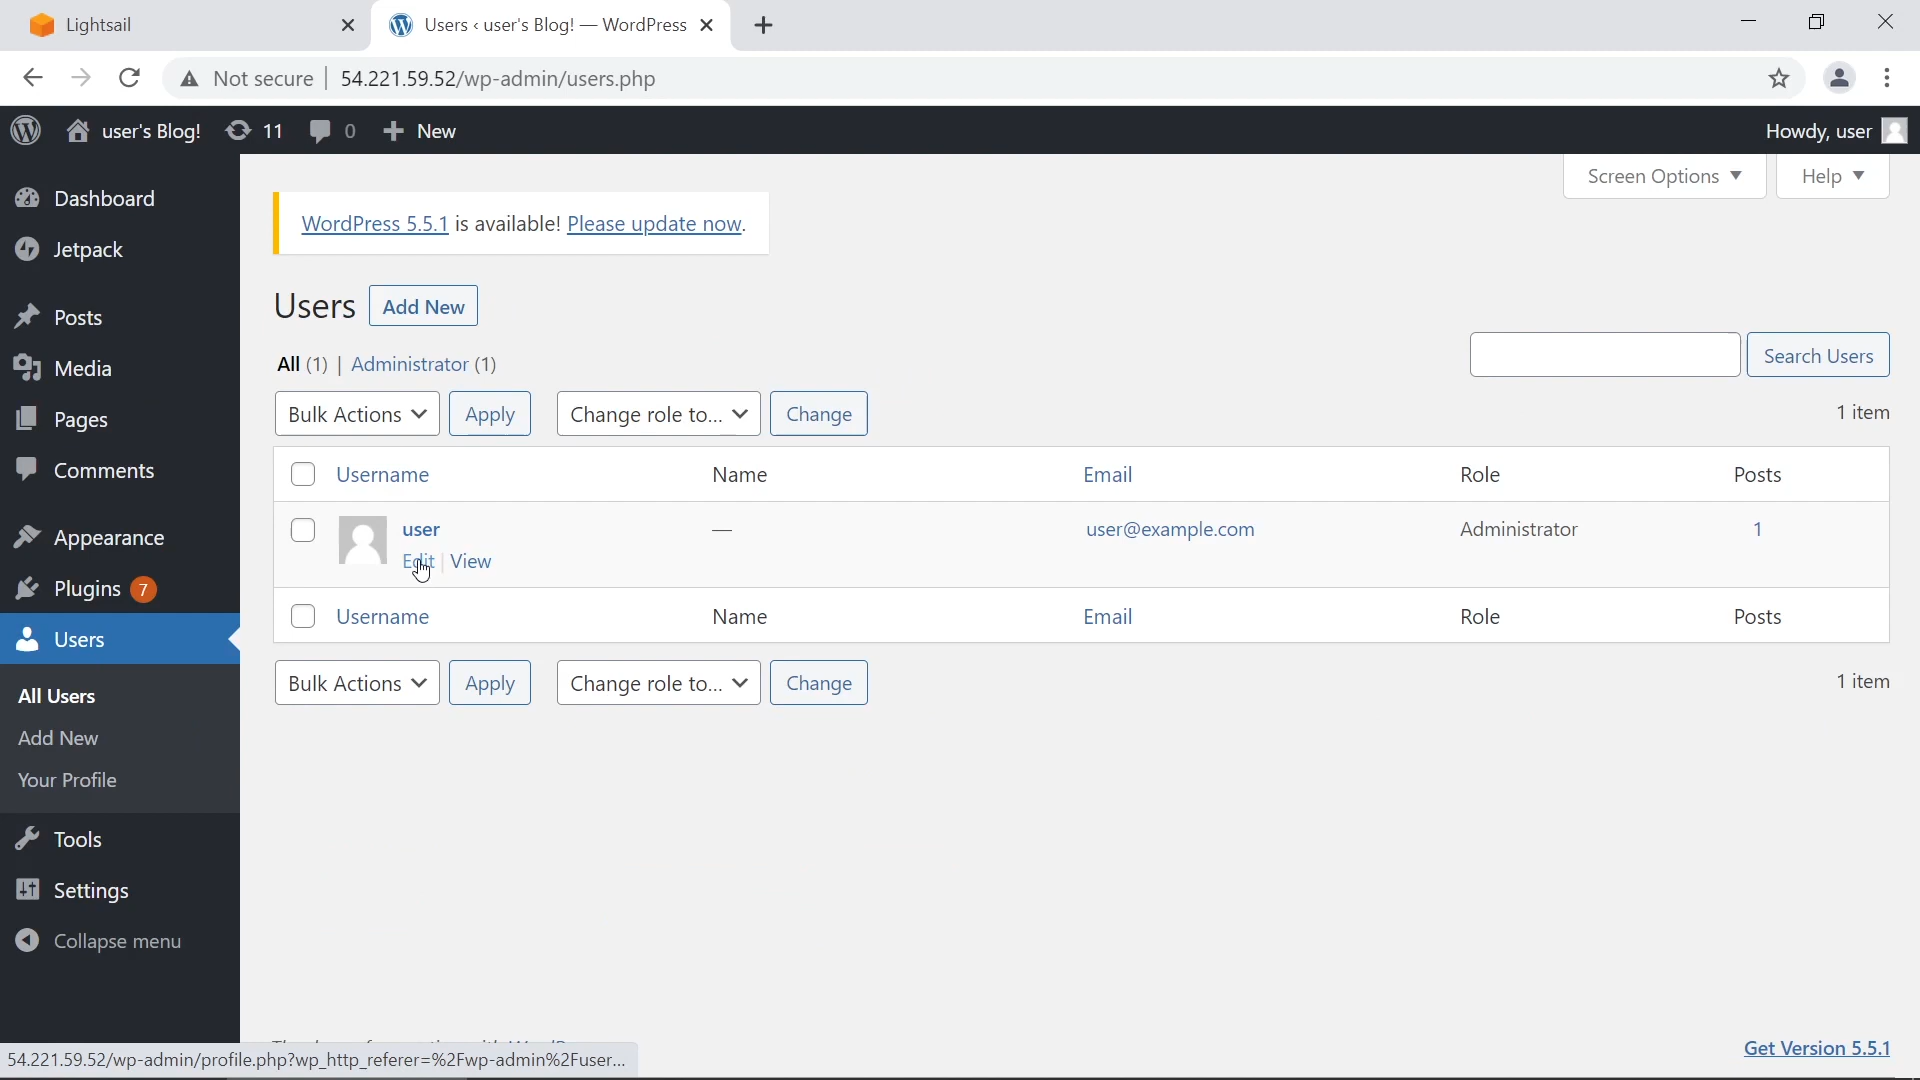 Lightsail
Users ‹ user's Blog! — WordPress
Not secure | 54.221.59.52/wp-admin/users.php
user's Blog! 11 0 New
Howdy, user
Screen Options Help
Dashboard
Jetpack
Posts
Media
Pages
Comments
Appearance
Plugins 7
Users
All Users
Add New
Your Profile
Tools
Settings
Collapse menu
WordPress 5.5.1 is available! Please update now.
Users Add New
All (1) | Administrator (1)
Search Users
Bulk Actions Apply Change role to... Change 1 item
Username Name Email Role Posts
user — user@example.com Administrator 1
Edit | View
Username Name Email Role Posts
Bulk Actions Apply Change role to... Change 1 item
Get Version 5.5.1
54.221.59.52/wp-admin/profile.php?wp_http_referer=%2Fwp-admin%2Fuser...